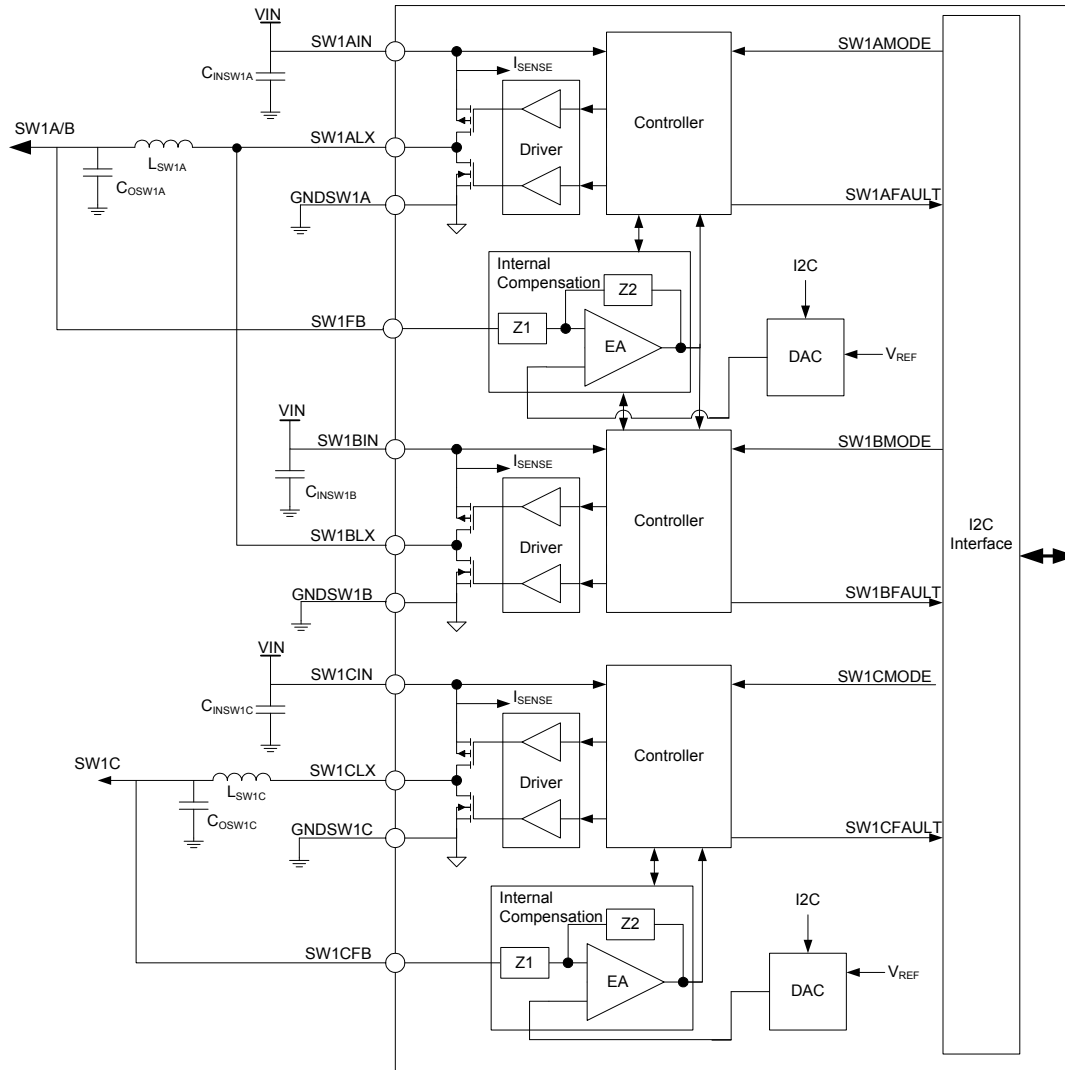 VIN
SW1AIN
SW1AMODE
CINSW1A
ISENSE
Controller
SW1A/B
SW1ALX
Driver
LSW1A
COSW1A
GNDSW1A
SW1AFAULT
Internal
Compensation
Z2
I2C
SW1FB
Z1
EA
DAC
VREF
VIN
SW1BIN
SW1BMODE
ISENSE
CINSW1B
Controller
I2C
Interface
SW1BLX
Driver
GNDSW1B
SW1BFAULT
VIN
SW1CIN
SW1CMODE
CINSW1C
ISENSE
Controller
SW1C
SW1CLX
Driver
LSW1C
COSW1C
GNDSW1C
SW1CFAULT
Internal
Compensation
Z2
I2C
SW1CFB
Z1
EA
DAC
VREF